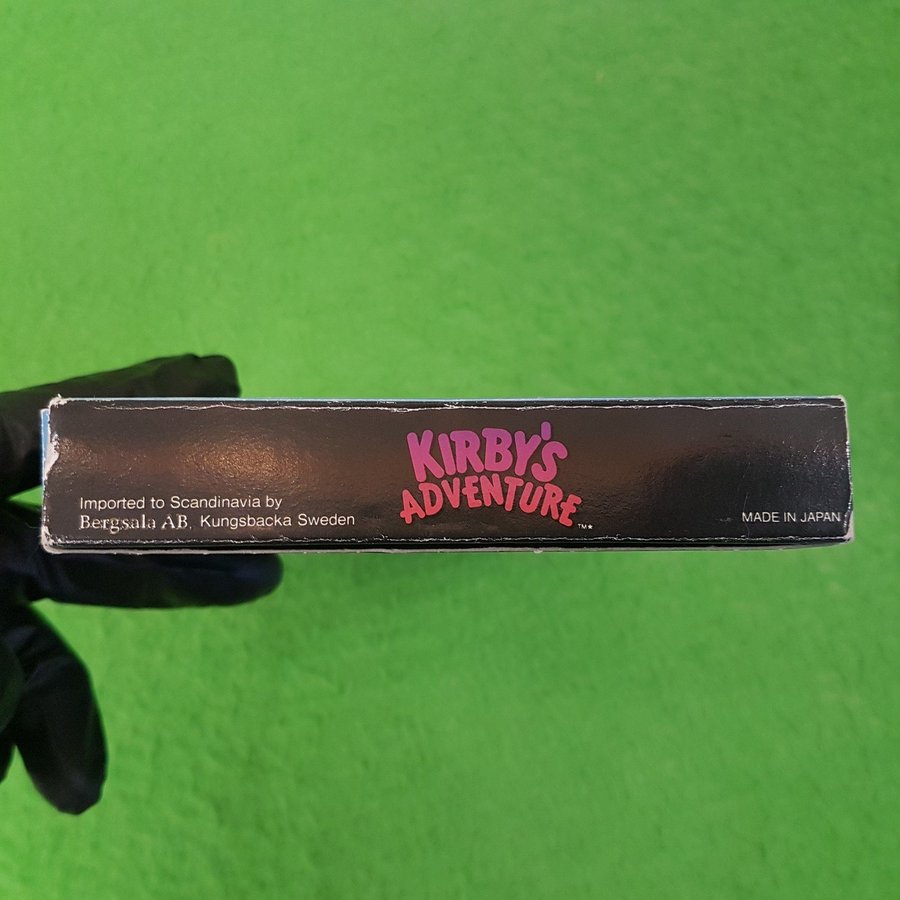 Imported to Scandinavia by
Bergsala AB, Kungsbacka Sweden
KIRBY'S
ADVENTURE
TM*
MADE IN JAPAN